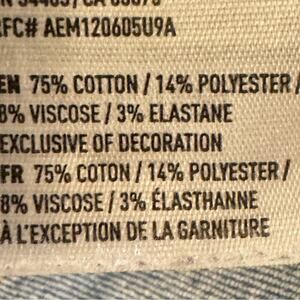 RFC# AEM120605U9A
EN 75% COTTON / 14% POLYESTER /
8% VISCOSE / 3% ELASTANE
EXCLUSIVE OF DECORATION
FR 75% COTON / 14% POLYESTER /
8% VISCOSE / 3% ÉLASTHANNE
À L'EXCEPTION DE LA GARNITURE